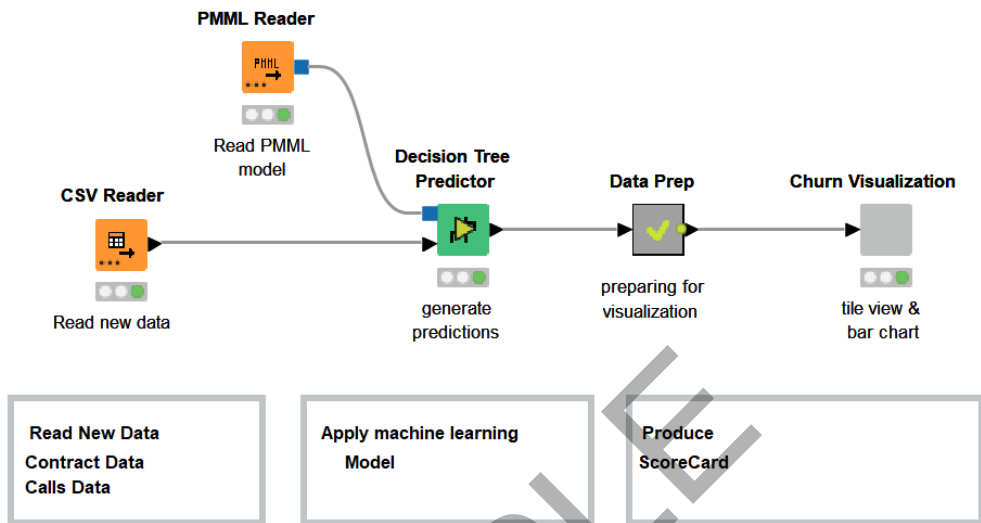 PMML Reader
PMML
Read PMML
model
CSV Reader
Read new data
Decision Tree
Predictor
generate
predictions
Data Prep
preparing for
visualization
Churn Visualization
tile view &
bar chart
Read New Data
Contract Data
Calls Data
Apply machine learning
Model
Produce
ScoreCard